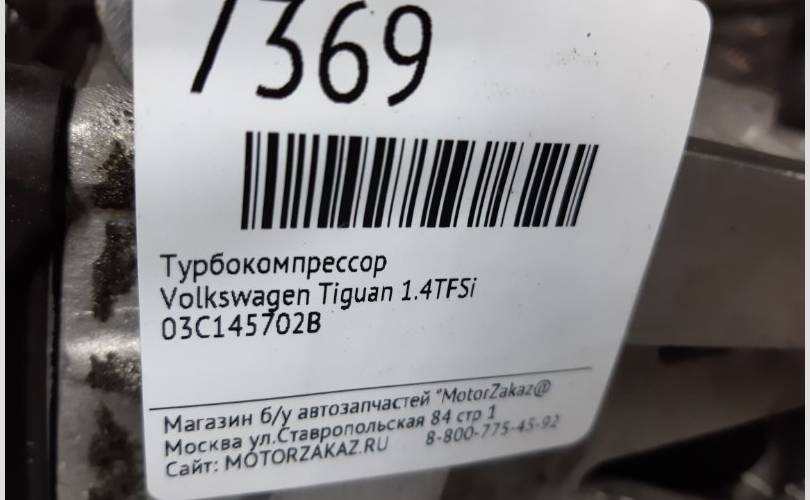 7369
Турбокомпрессор
Volkswagen Tiguan 1.4TFSi
03C145702B
Магазин б/у автозапчастей "MotorZakaz@
Москва ул.Ставропольская 84 стр 1
Сайт: MOTORZAKAZ.RU 8-800-775-45-92